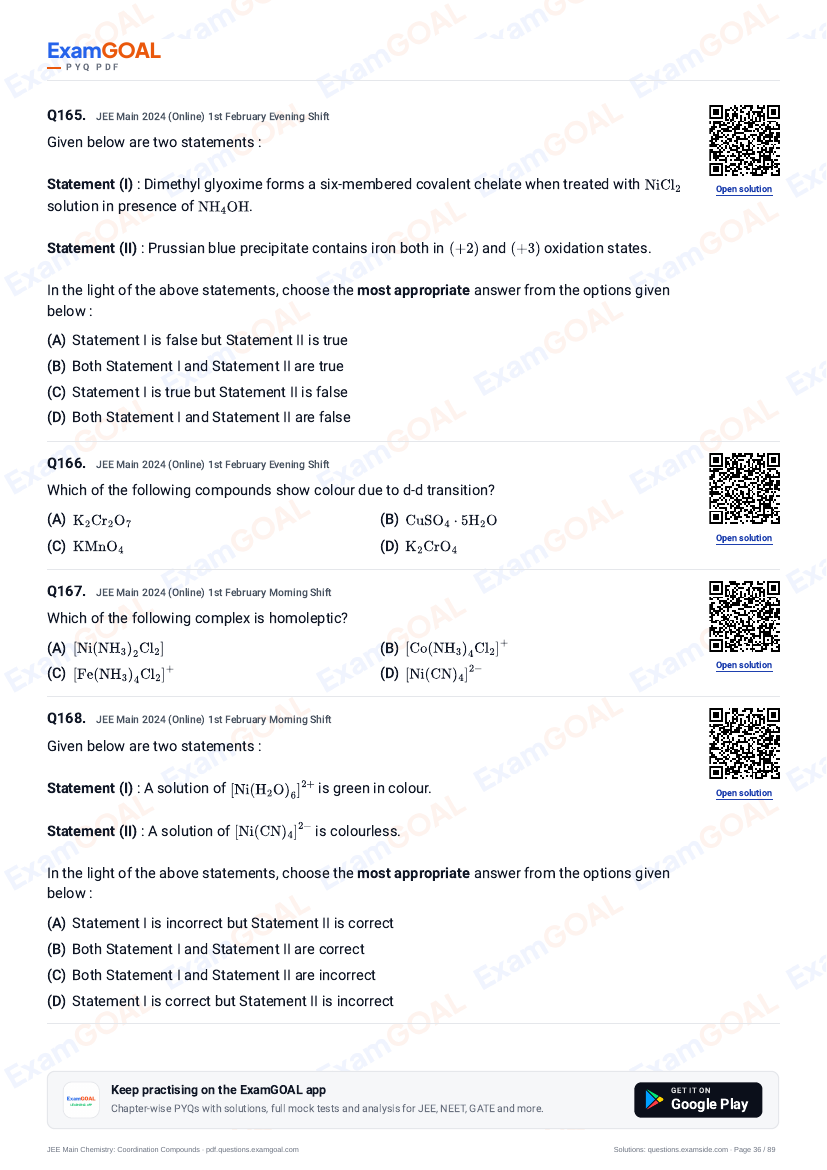 ExamGOAL
PYQ PDF
Q165. JEE Main 2024 (Online) 1st February Evening Shift
Given below are two statements :
Open solution
Statement (I) : Dimethyl glyoxime forms a six-membered covalent chelate when treated with NiCl₂
solution in presence of NH₄OH.
Statement (II) : Prussian blue precipitate contains iron both in (+2) and (+3) oxidation states.
In the light of the above statements, choose the most appropriate answer from the options given
below :
(A) Statement I is false but Statement II is true
(B) Both Statement I and Statement II are true
(C) Statement I is true but Statement II is false
(D) Both Statement I and Statement II are false
Q166. JEE Main 2024 (Online) 1st February Evening Shift
Which of the following compounds show colour due to d-d transition?
(A) K₂Cr₂O₇ (B) CuSO₄ · 5H₂O
Open solution
(C) KMnO₄ (D) K₂CrO₄
Q167. JEE Main 2024 (Online) 1st February Morning Shift
Which of the following complex is homoleptic?
(A) [Ni(NH₃)₂Cl₂] (B) [Co(NH₃)₄Cl₂]⁺
Open solution
(C) [Fe(NH₃)₄Cl₂]⁺ (D) [Ni(CN)₄]²⁻
Q168. JEE Main 2024 (Online) 1st February Morning Shift
Given below are two statements :
Open solution
Statement (I) : A solution of [Ni(H₂O)₆]²⁺ is green in colour.
Statement (II) : A solution of [Ni(CN)₄]²⁻ is colourless.
In the light of the above statements, choose the most appropriate answer from the options given
below :
(A) Statement I is incorrect but Statement II is correct
(B) Both Statement I and Statement II are correct
(C) Both Statement I and Statement II are incorrect
(D) Statement I is correct but Statement II is incorrect
ExamGOAL
Keep practising on the ExamGOAL app
Chapter-wise PYQs with solutions, full mock tests and analysis for JEE, NEET, GATE and more.
GET IT ON
Google Play
JEE Main Chemistry: Coordination Compounds · pdf.questions.examgoal.com
Solutions: questions.examside.com · Page 36 / 89